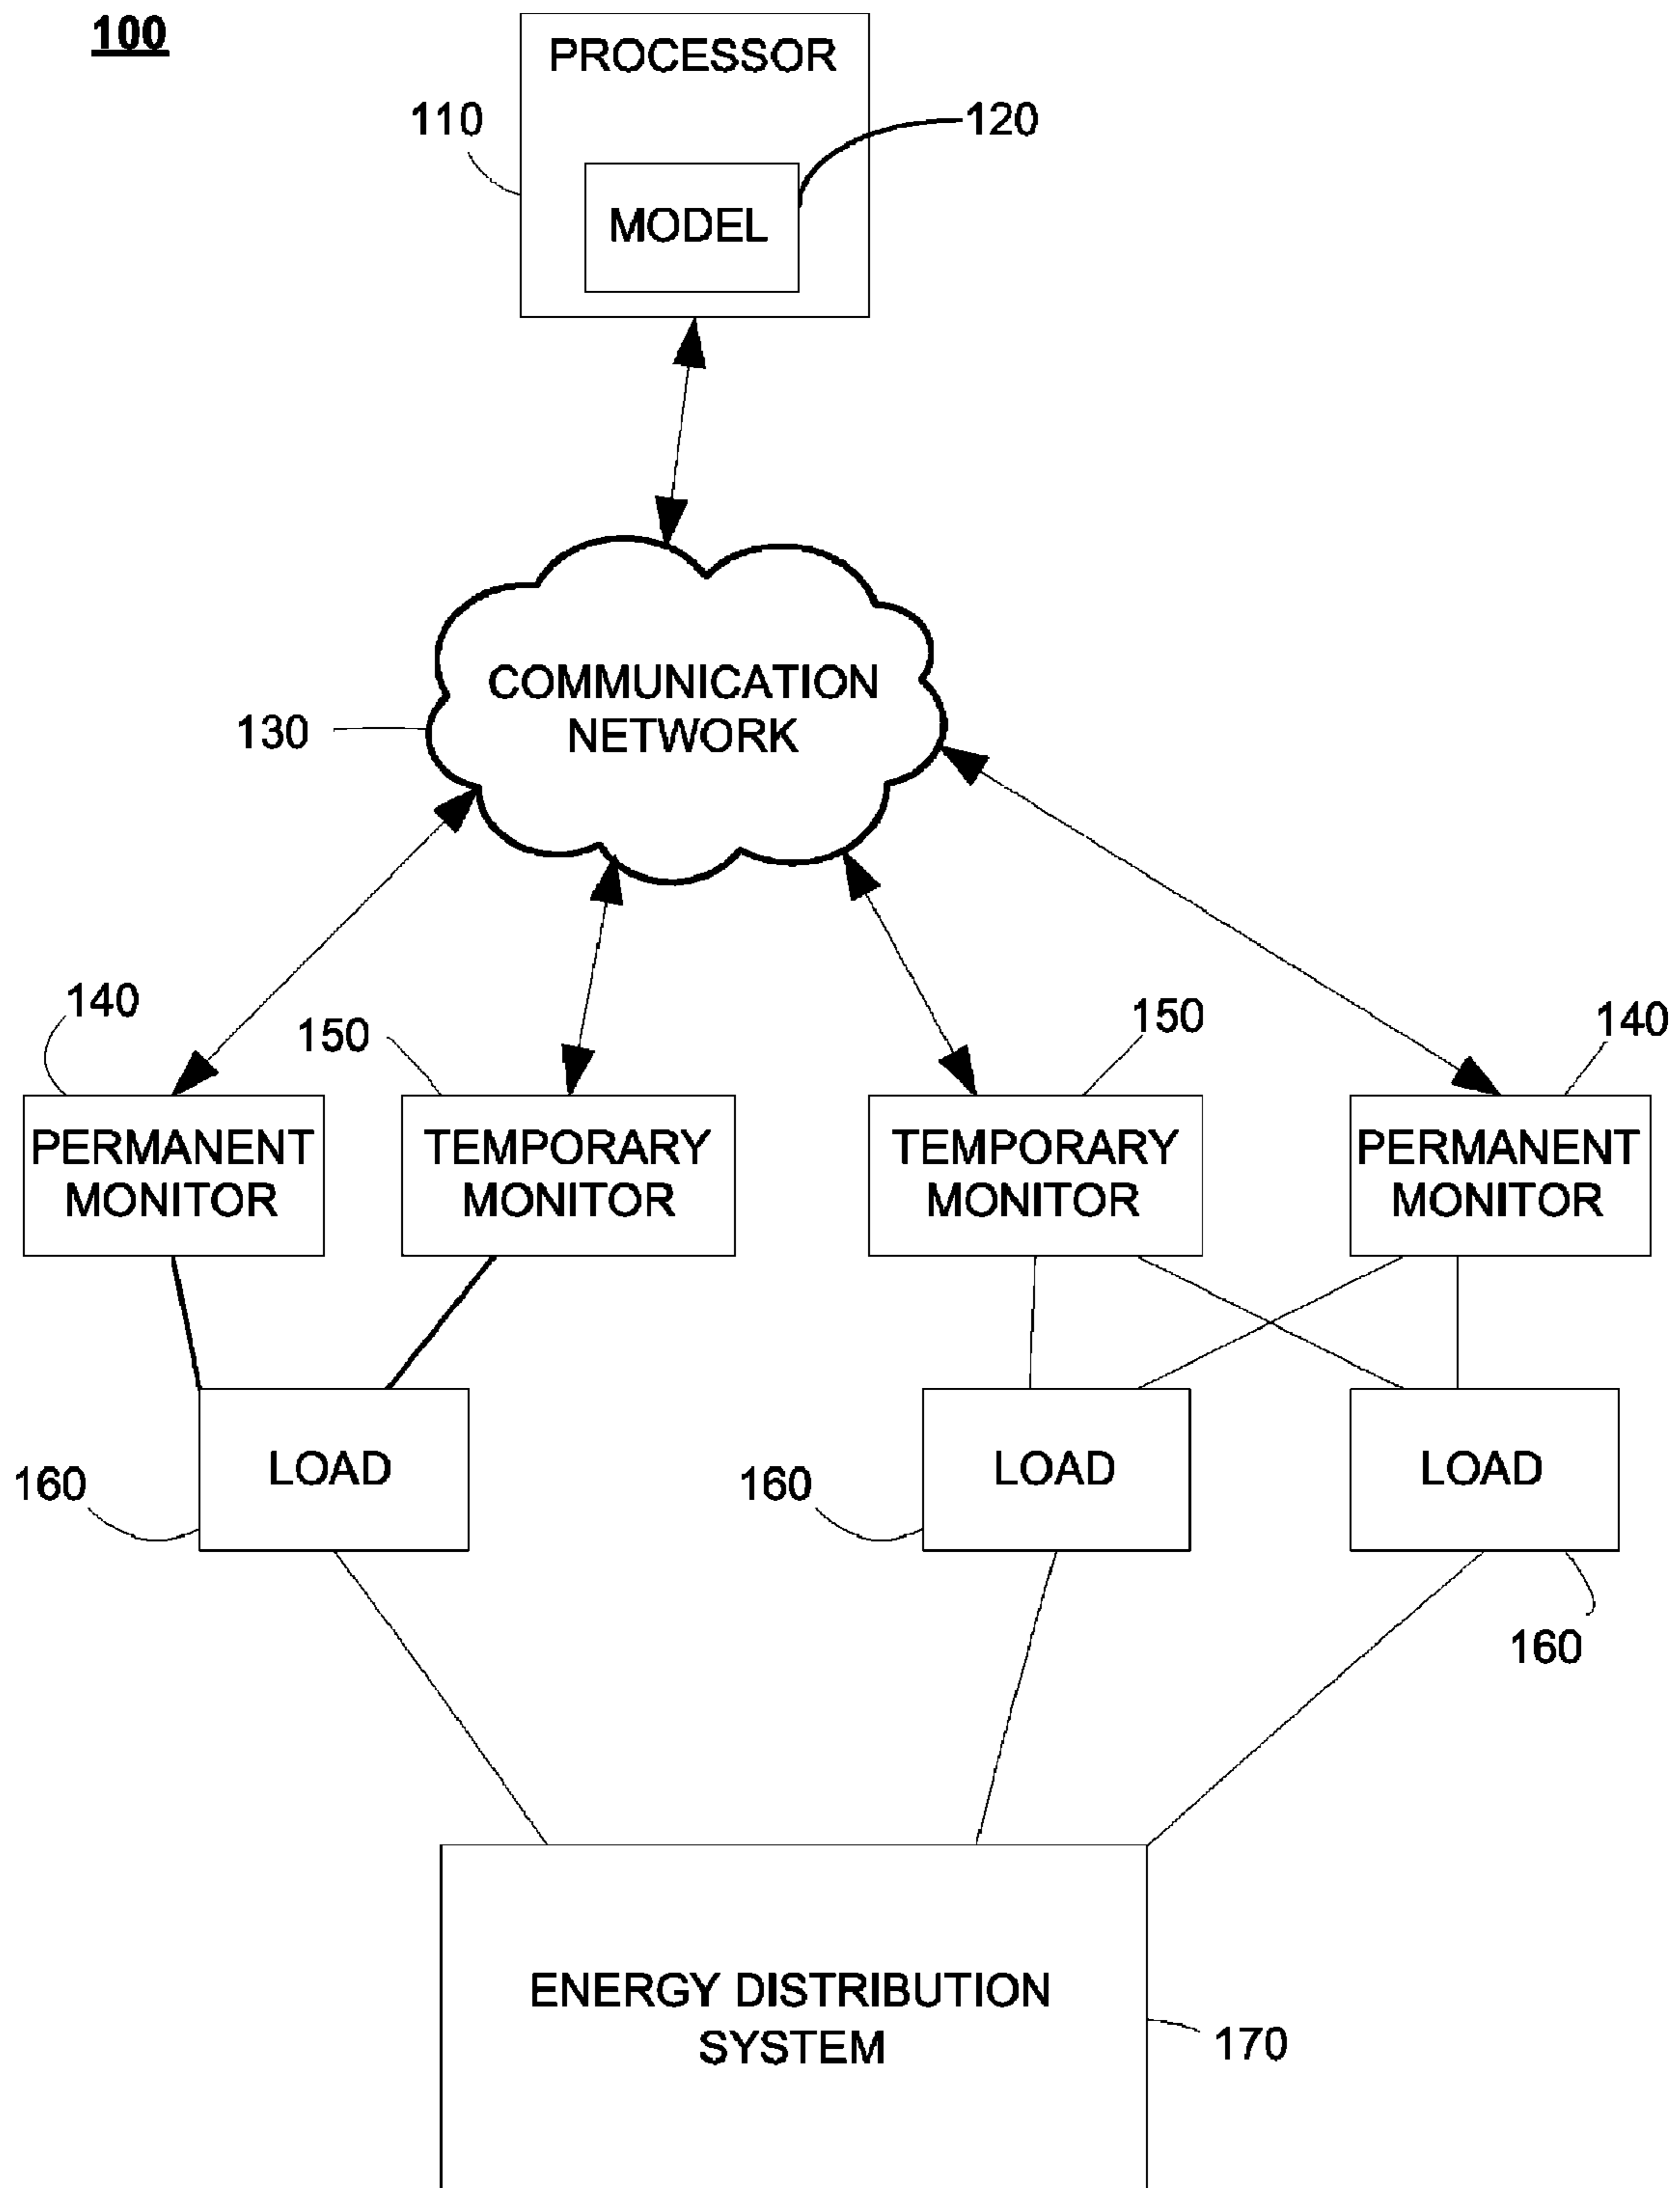 100
PROCESSOR
110
120
MODEL
COMMUNICATION
NETWORK
130
140
150
150
140
PERMANENT
MONITOR
TEMPORARY
MONITOR
TEMPORARY
MONITOR
PERMANENT
MONITOR
LOAD
160
LOAD
160
LOAD
160
ENERGY DISTRIBUTION
SYSTEM
170